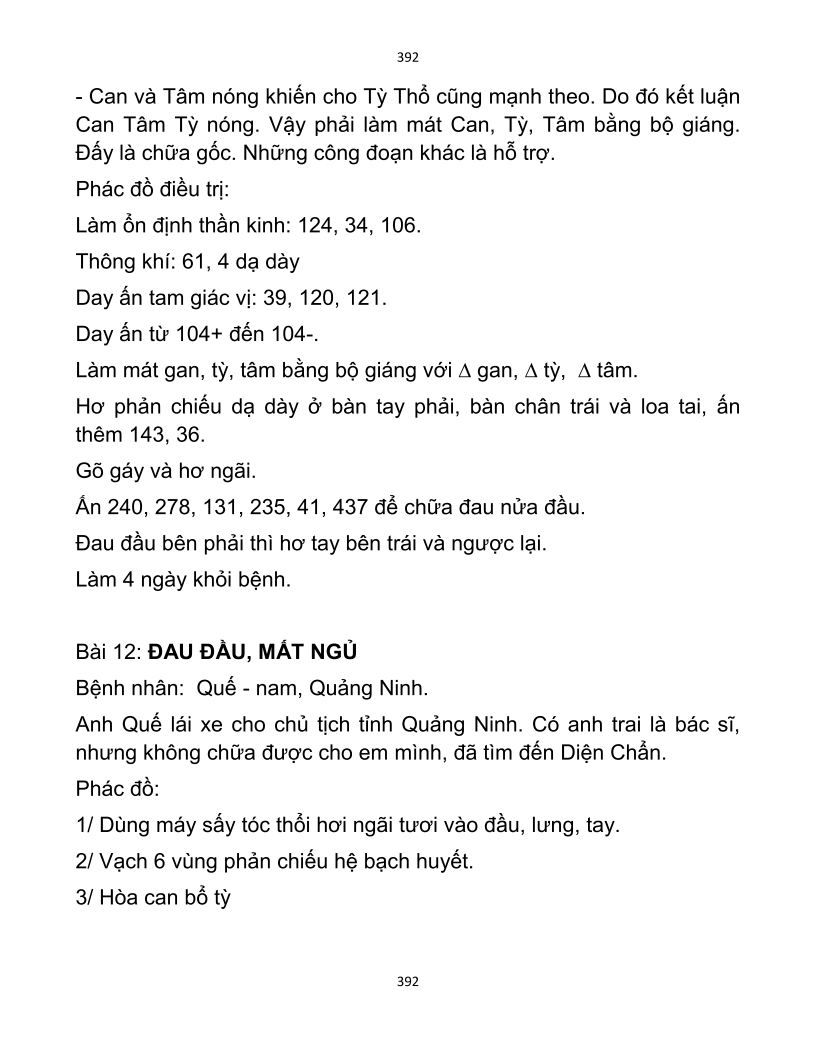 392
- Can và Tâm nóng khiến cho Tỳ Thổ cũng mạnh theo. Do đó kết luận
Can Tâm Tỳ nóng. Vậy phải làm mát Can, Tỳ, Tâm bằng bộ giáng.
Đấy là chữa gốc. Những công đoạn khác là hỗ trợ.
Phác đồ điều trị:
Làm ổn định thần kinh: 124, 34, 106.
Thông khí: 61, 4 dạ dày
Day ấn tam giác vị: 39, 120, 121.
Day ấn từ 104+ đến 104-.
Làm mát gan, tỳ, tâm bằng bộ giáng với ∆ gan, ∆ tỳ, ∆ tâm.
Hơ phản chiếu dạ dày ở bàn tay phải, bàn chân trái và loa tai, ấn
thêm 143, 36.
Gõ gáy và hơ ngãi.
Ấn 240, 278, 131, 235, 41, 437 để chữa đau nửa đầu.
Đau đầu bên phải thì hơ tay bên trái và ngược lại.
Làm 4 ngày khỏi bệnh.
Bài 12: ĐAU ĐẦU, MẤT NGỦ
Bệnh nhân: Quế - nam, Quảng Ninh.
Anh Quế lái xe cho chủ tịch tỉnh Quảng Ninh. Có anh trai là bác sĩ,
nhưng không chữa được cho em mình, đã tìm đến Diện Chẩn.
Phác đồ:
1/ Dùng máy sấy tóc thổi hơi ngãi tươi vào đầu, lưng, tay.
2/ Vạch 6 vùng phản chiếu hệ bạch huyết.
3/ Hòa can bổ tỳ
392